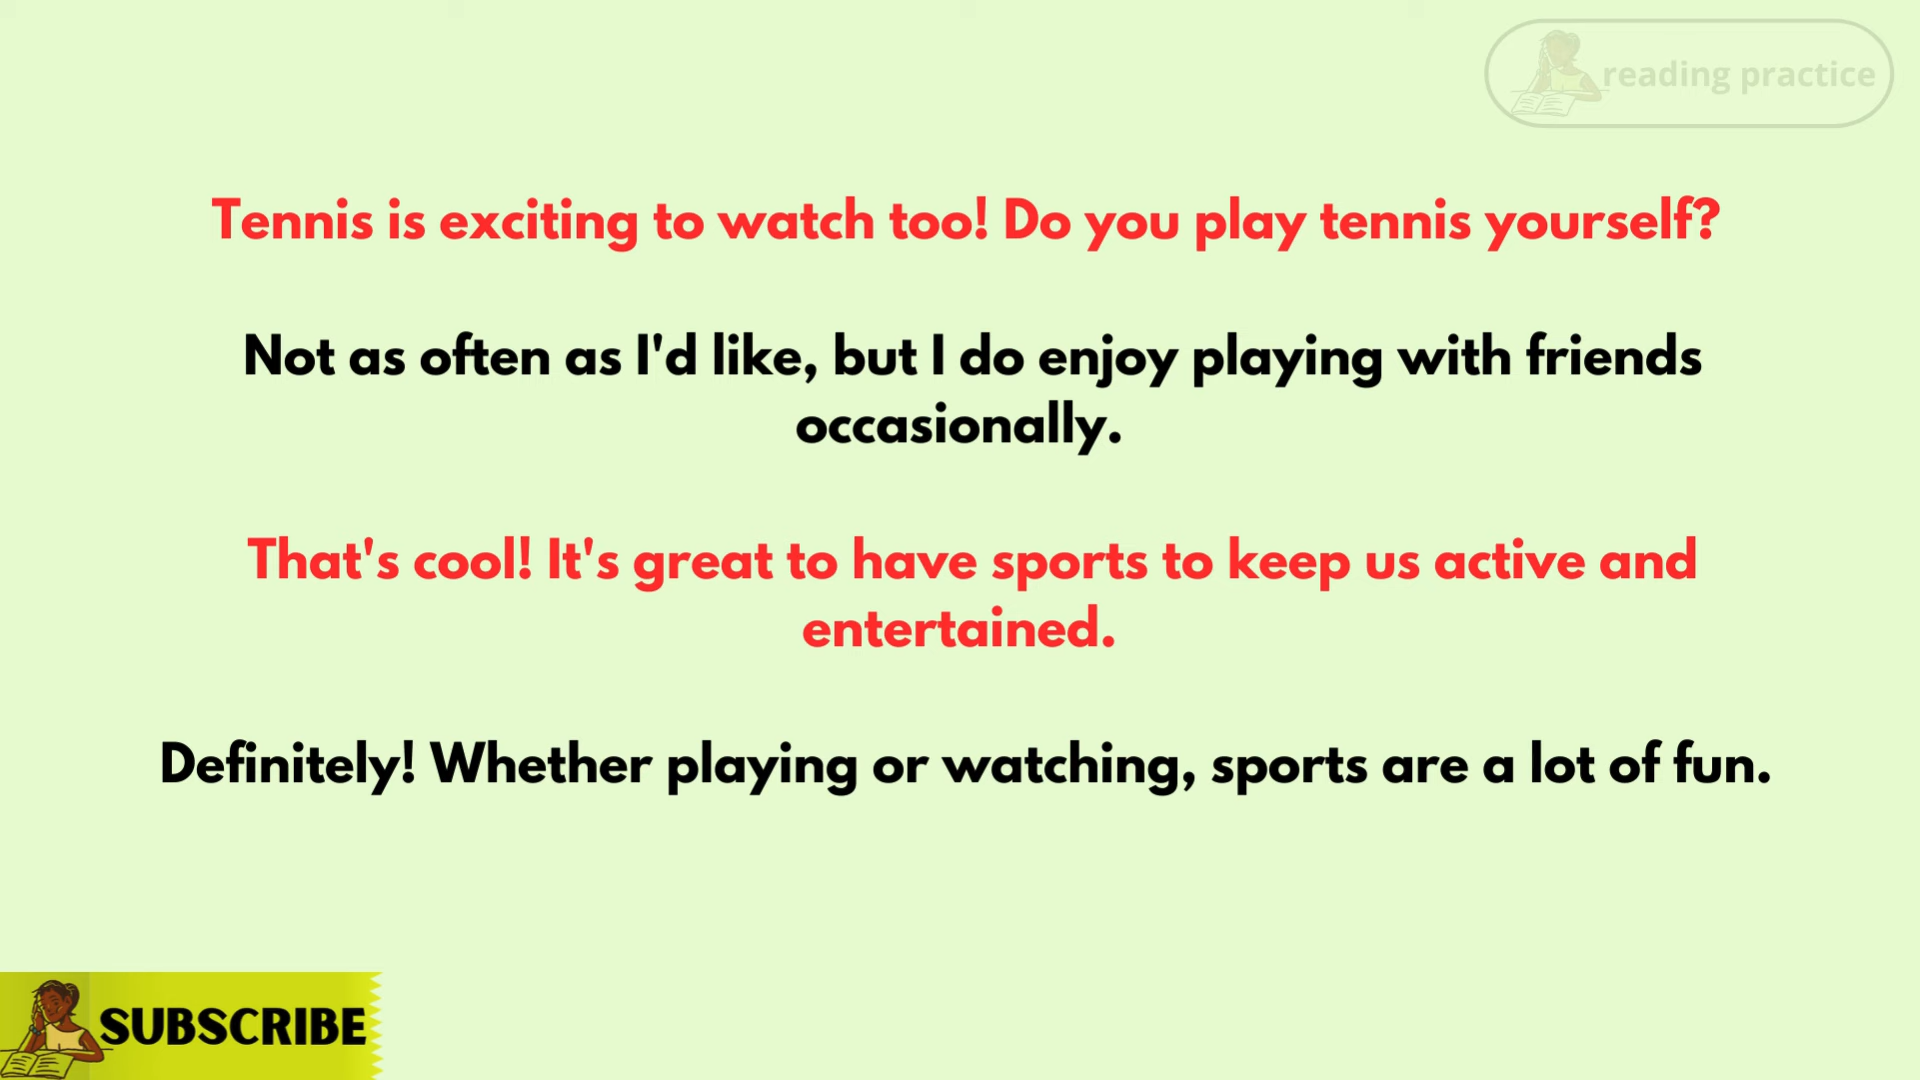 reading practice
Tennis is exciting to watch too! Do you play tennis yourself?
Not as often as I'd like, but I do enjoy playing with friends
occasionally.
That's cool! It's great to have sports to keep us active and
entertained.
Definitely! Whether playing or watching, sports are a lot of fun.
SUBSCRIBE